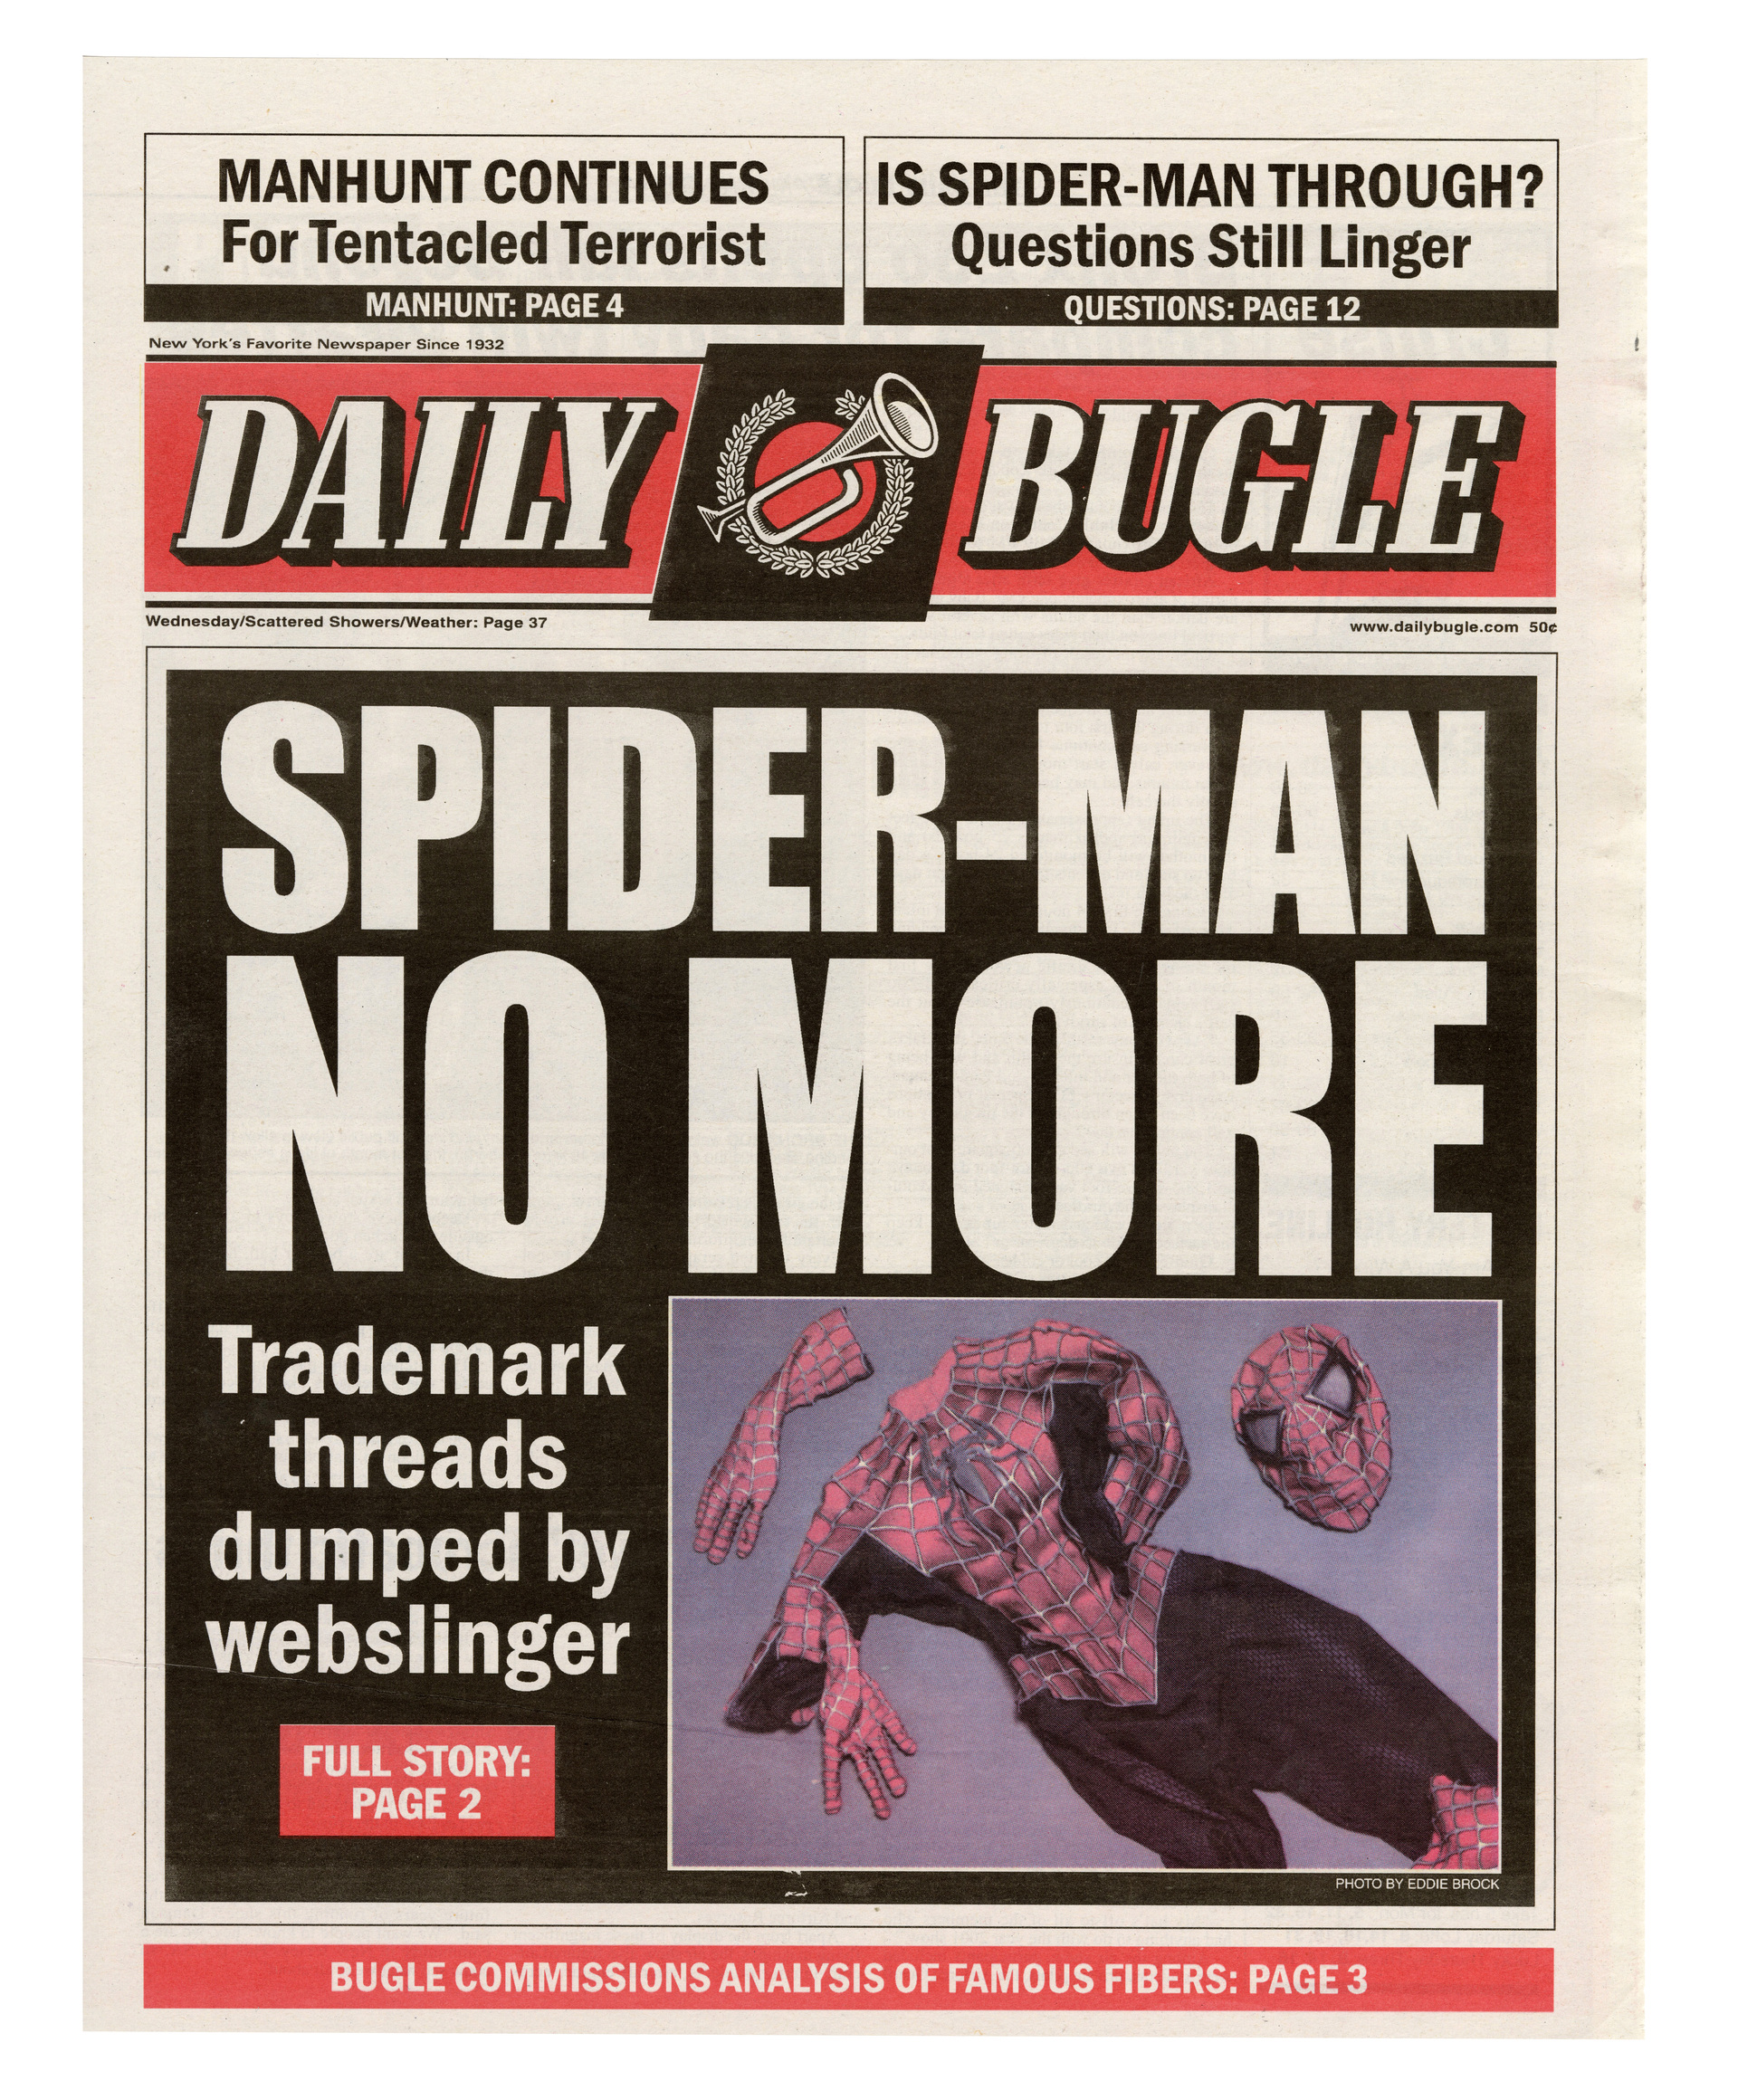 MANHUNT CONTINUES
For Tentacled Terrorist
MANHUNT: PAGE 4
IS SPIDER-MAN THROUGH?
Questions Still Linger
QUESTIONS: PAGE 12
New York's Favorite Newspaper Since 1932
DAILY BUGLE
Wednesday/Scattered Showers/Weather: Page 37
www.dailybugle.com 50¢
SPIDER-MAN
NO MORE
Trademark
threads
dumped by
webslinger
FULL STORY:
PAGE 2
PHOTO BY EDDIE BROCK
BUGLE COMMISSIONS ANALYSIS OF FAMOUS FIBERS: PAGE 3